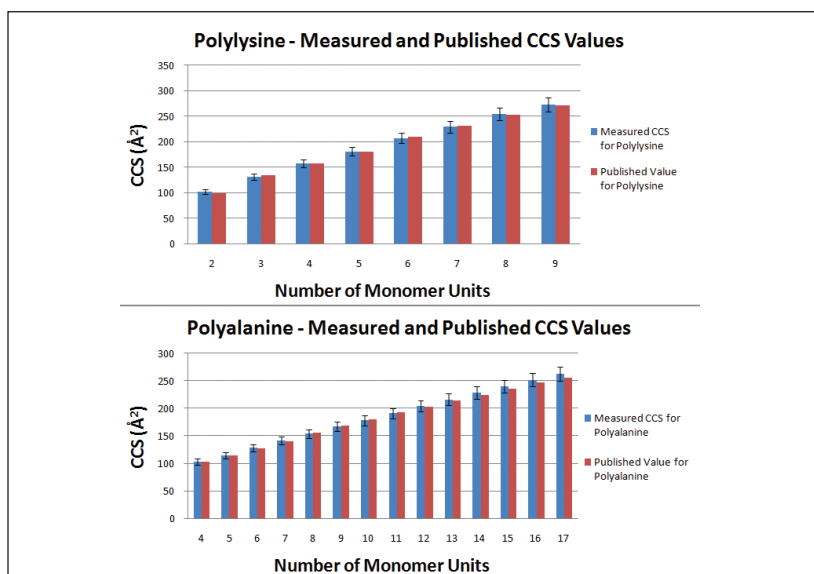 Polylysine - Measured and Published CCS Values
350
300
250
200
150
100
50
0
CCS (Å²)
2 3 4 5 6 7 8 9
Number of Monomer Units
Measured CCS
for Polylysine
Published Value
for Polylysine
Polyalanine - Measured and Published CCS Values
300
250
200
150
100
50
0
CCS (Å²)
4 5 6 7 8 9 10 11 12 13 14 15 16 17
Number of Monomer Units
Measured CCS for
Polyalanine
Published Value for
Polyalanine